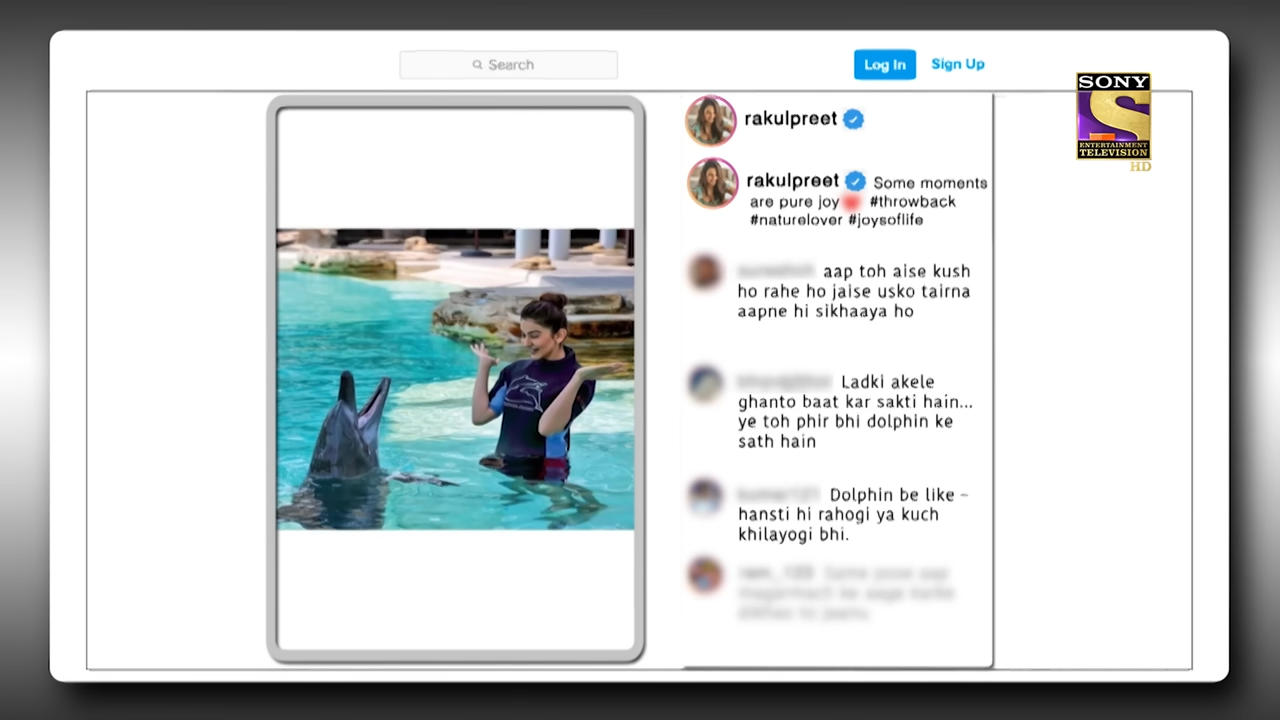 Search
Log In
Sign Up
SONY
S
ENTERTAINMENT
TELEVISION
HD
rakulpreet
rakulpreet Some moments
are pure joy #throwback
#naturelover #joysoflife
aap toh aise kush
ho rahe ho jaise usko tairna
aapne hi sikhaaya ho
Ladki akele
ghanto baat kar sakti hain...
ye toh phir bhi dolphin ke
sath hain
Dolphin be like -
hansti hi rahogi ya kuch
khilayogi bhi.